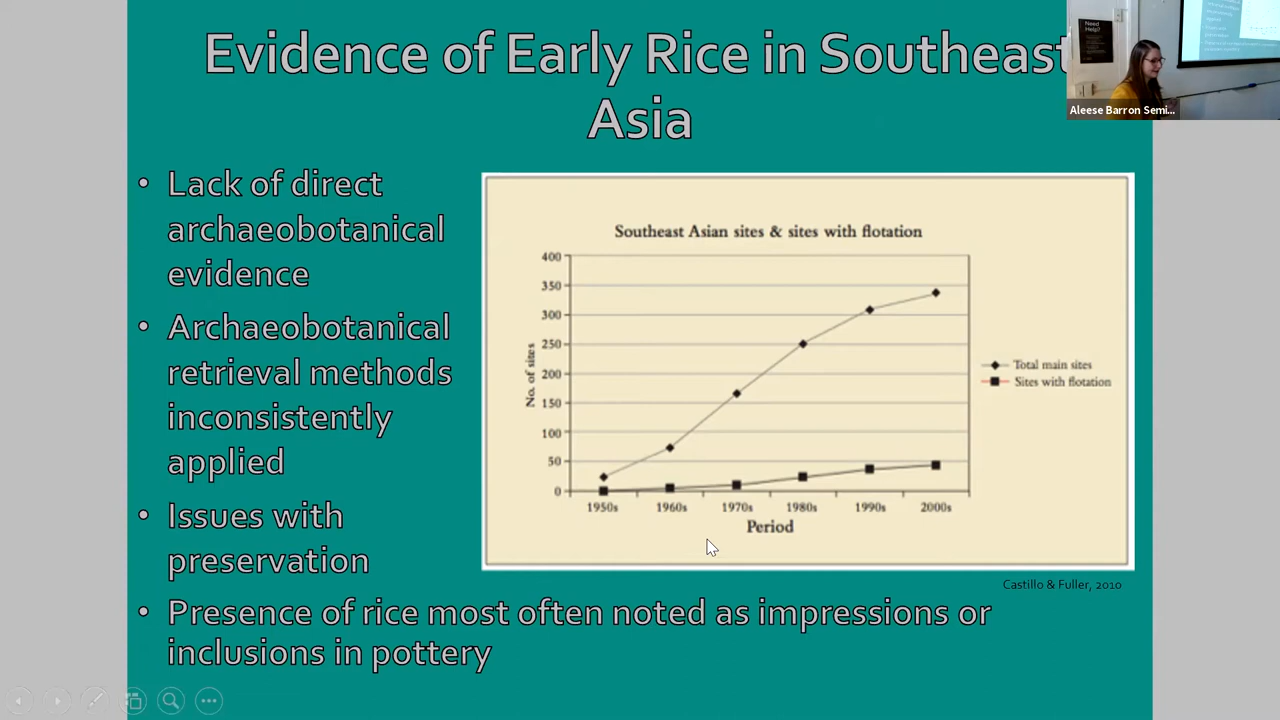 Evidence of Early Rice in Southeast
Asia
Need
Help?
Aleese Barron Semi...
• Lack of direct
archaeobotanical
evidence
• Archaeobotanical
retrieval methods
inconsistently
applied
• Issues with
preservation
• Presence of rice most often noted as impressions or
inclusions in pottery
Southeast Asian sites & sites with flotation
No. of sites
400
350
300
250
200
150
100
50
0
1950s 1960s 1970s 1980s 1990s 2000s
Period
Total main sites
Sites with flotation
Castillo & Fuller, 2010